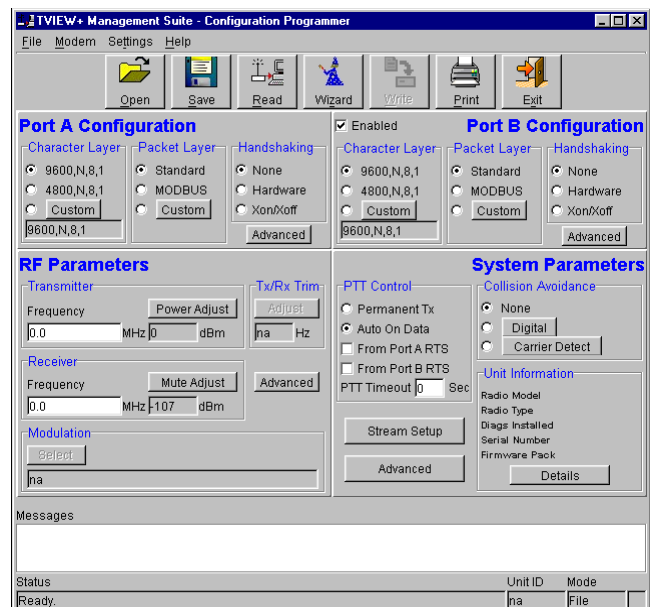 TVIEW+ Management Suite - Configuration Programmer
File Modem Settings Help
Open Save Read Wizard Write Print Exit
Port A Configuration
Character Layer
9600,N,8,1
4800,N,8,1
Custom
9600,N,8,1
Packet Layer
Standard
MODBUS
Custom
Handshaking
None
Hardware
Xon/Xoff
Advanced
Enabled
Port B Configuration
Character Layer
9600,N,8,1
4800,N,8,1
Custom
9600,N,8,1
Packet Layer
Standard
MODBUS
Custom
Handshaking
None
Hardware
Xon/Xoff
Advanced
RF Parameters
Transmitter
Frequency Power Adjust
0.0 MHz 0 dBm
Tx/Rx Trim
Adjust
na Hz
Receiver
Frequency Mute Adjust
0.0 MHz -107 dBm
Advanced
Modulation
Select
na
System Parameters
PTT Control
Permanent Tx
Auto On Data
From Port A RTS
From Port B RTS
PTT Timeout 0 Sec
Stream Setup
Advanced
Collision Avoidance
None
Digital
Carrier Detect
Unit Information
Radio Model
Radio Type
Diags Installed
Serial Number
Firmware Pack
Details
Messages
Status Unit ID Mode
Ready. na File